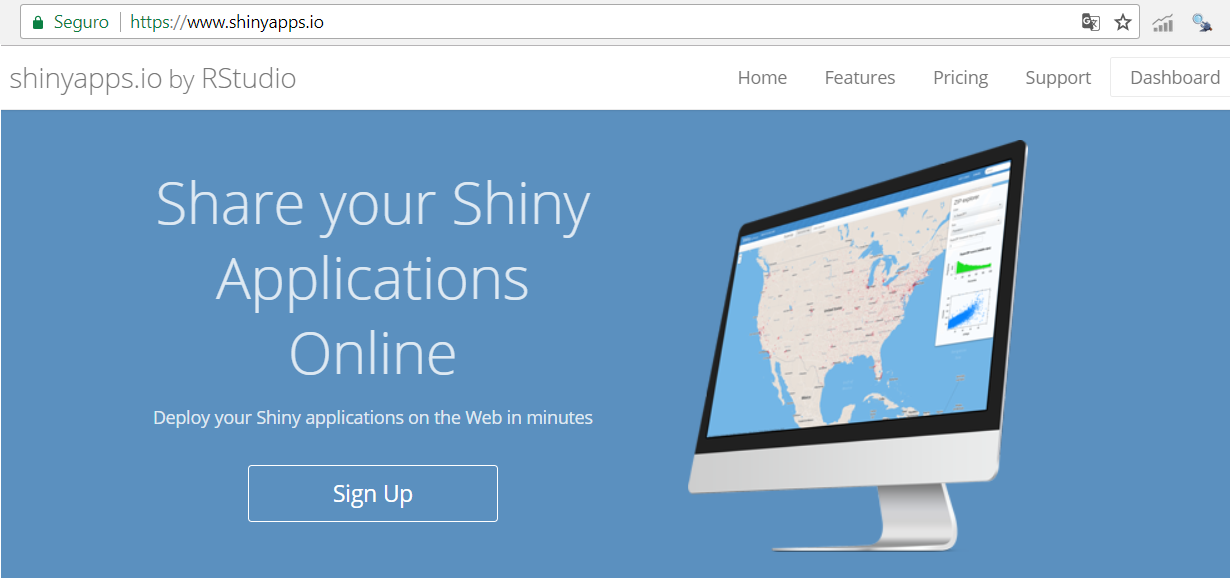 Seguro https://www.shinyapps.io
shinyapps.io by RStudio Home Features Pricing Support Dashboard
Share your Shiny
Applications
Online
Deploy your Shiny applications on the Web in minutes
Sign Up
ZIP explorer